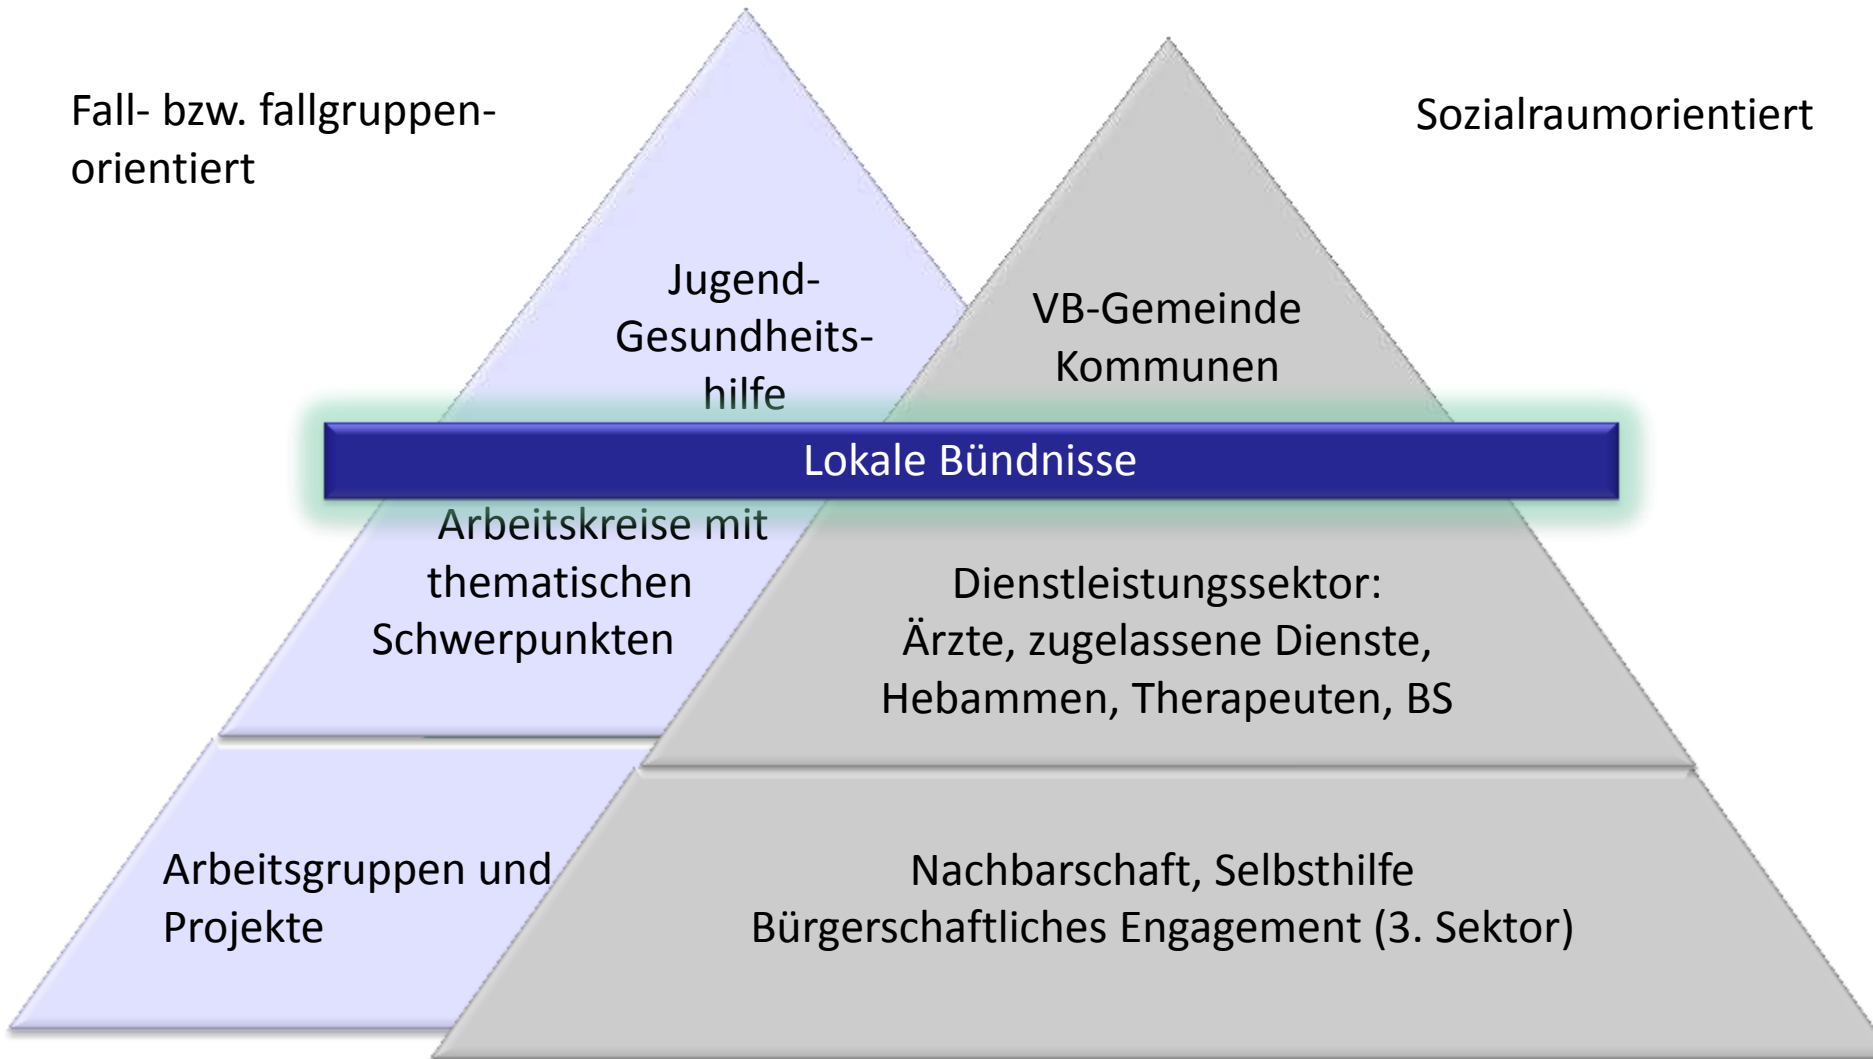 Fall- bzw. fallgruppen-
orientiert
Sozialraumorientiert
Jugend-
Gesundheits-
hilfe
VB-Gemeinde
Kommunen
Lokale Bündnisse
Arbeitskreise mit
thematischen
Schwerpunkten
Dienstleistungssektor:
Ärzte, zugelassene Dienste,
Hebammen, Therapeuten, BS
Arbeitsgruppen und
Projekte
Nachbarschaft, Selbsthilfe
Bürgerschaftliches Engagement (3. Sektor)